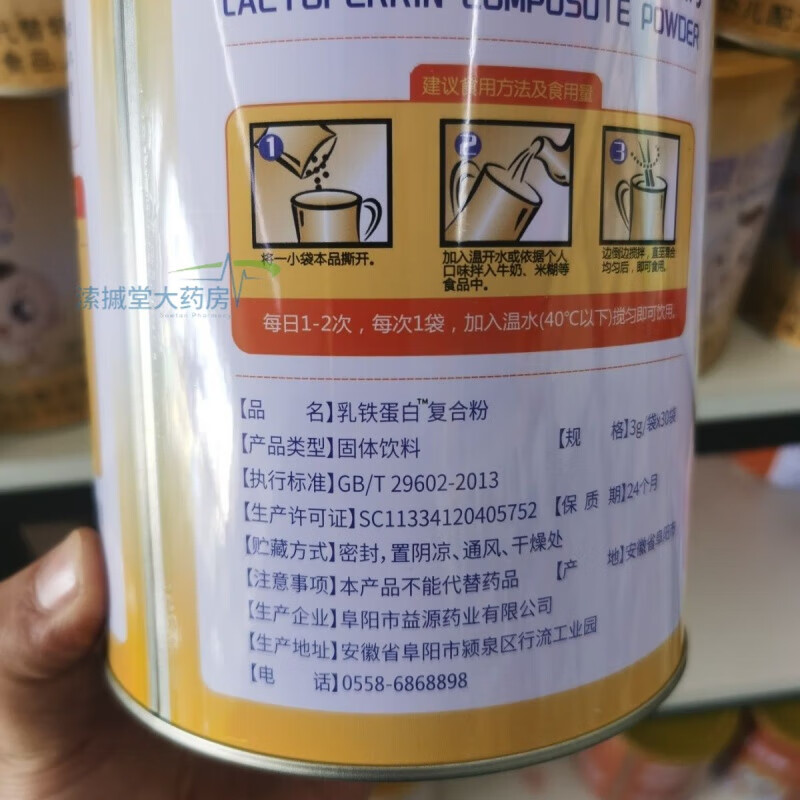 LACTOFERRIN COMPOSUTE POWDER
建议食用方法及食用量
1
2
3
将一小袋本品撕开。
加入温开水或依据个人
口味拌入牛奶、米糊等
食品中。
边倒边搅拌，直至混合
均匀后，即可食用。
每日1-2次，每次1袋，加入温水(40℃以下)搅匀即可饮用。
【品　　名】乳铁蛋白™复合粉
【规　　格】3g/袋x30袋
【产品类型】固体饮料
【执行标准】GB/T 29602-2013
【保 质 期】24个月
【生产许可证】SC11334120405752
【贮藏方式】密封，置阴凉、通风、干燥处
【产　　地】安徽省阜阳市
【注意事项】本产品不能代替药品
【生产企业】阜阳市益源药业有限公司
【生产地址】安徽省阜阳市颍泉区行流工业园
【电　　话】0558-6868898
大药房
食品